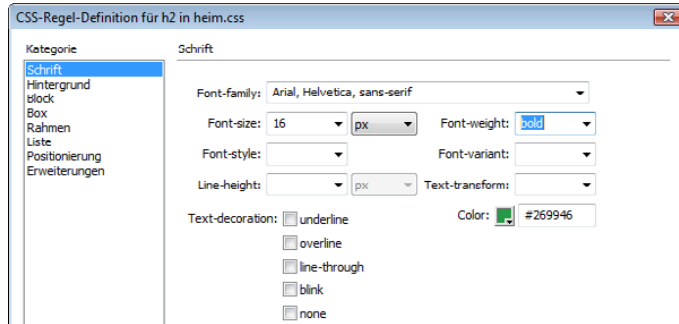 CSS-Regel-Definition für h2 in heim.css
Kategorie
Schrift
Hintergrund
Block
Box
Rahmen
Liste
Positionierung
Erweiterungen
Schrift
Font-family: Arial, Helvetica, sans-serif
Font-size: 16 px Font-weight: bold
Font-style: Font-variant:
Line-height: px Text-transform:
Text-decoration: underline Color: #269946
overline
line-through
blink
none